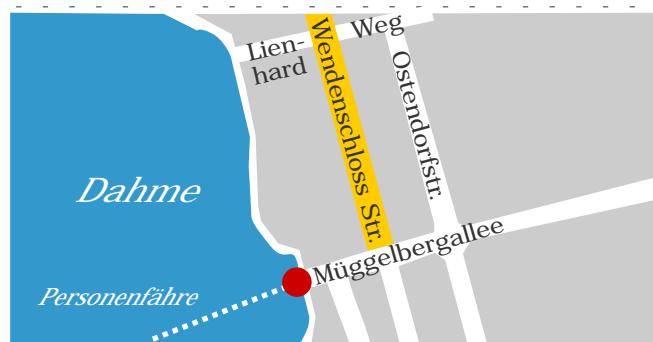 Lien-
hard
Weg
Wendenschloss Str.
Ostendorfstr.
Dahme
Müggelbergallee
Personenfähre